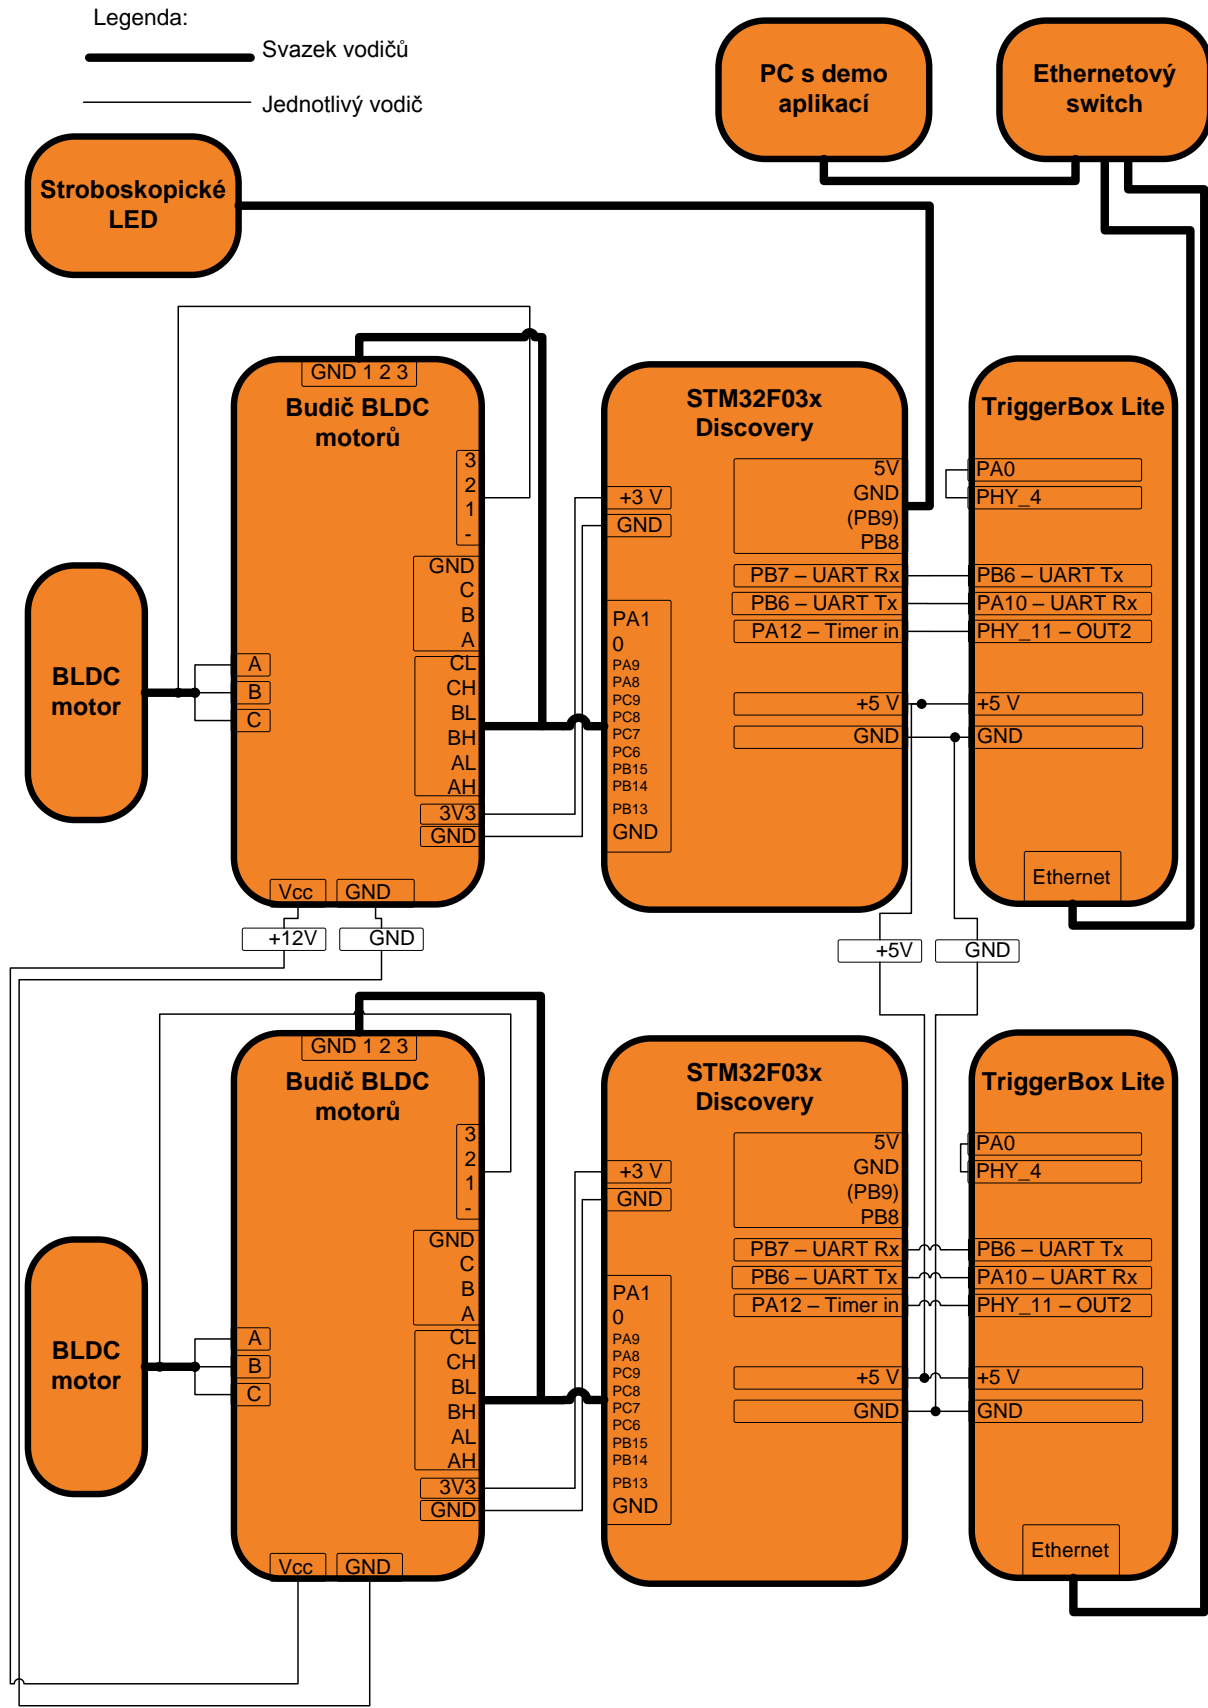 Legenda:
Svazek vodičů
Jednotlivý vodič
PC s demo
aplikací
Ethernetový
switch
Stroboskopické
LED
GND 1 2 3
Budič BLDC
motorů
3
2
1
-
GND
C
B
A
CL
CH
BL
BH
AL
AH
3V3
GND
A
B
C
Vcc
GND
BLDC
motor
STM32F03x
Discovery
+3 V
GND
PA1
0
PA9
PA8
PC9
PC8
PC7
PC6
PB15
PB14
PB13
GND
5V
GND
(PB9)
PB8
PB7 – UART Rx
PB6 – UART Tx
PA12 – Timer in
+5 V
GND
TriggerBox Lite
PA0
PHY_4
PB6 – UART Tx
PA10 – UART Rx
PHY_11 – OUT2
+5 V
GND
Ethernet
+12V
GND
+5V
GND
GND 1 2 3
Budič BLDC
motorů
3
2
1
-
GND
C
B
A
CL
CH
BL
BH
AL
AH
3V3
GND
A
B
C
Vcc
GND
BLDC
motor
STM32F03x
Discovery
+3 V
GND
PA1
0
PA9
PA8
PC9
PC8
PC7
PC6
PB15
PB14
PB13
GND
5V
GND
(PB9)
PB8
PB7 – UART Rx
PB6 – UART Tx
PA12 – Timer in
+5 V
GND
TriggerBox Lite
PA0
PHY_4
PB6 – UART Tx
PA10 – UART Rx
PHY_11 – OUT2
+5 V
GND
Ethernet